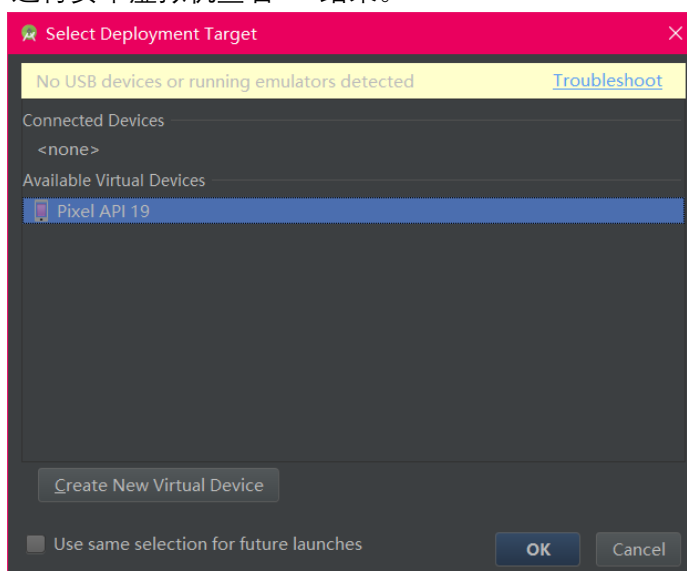 Select Deployment Target
No USB devices or running emulators detected Troubleshoot
Connected Devices
<none>
Available Virtual Devices
Pixel API 19
Create New Virtual Device
Use same selection for future launches
OK Cancel